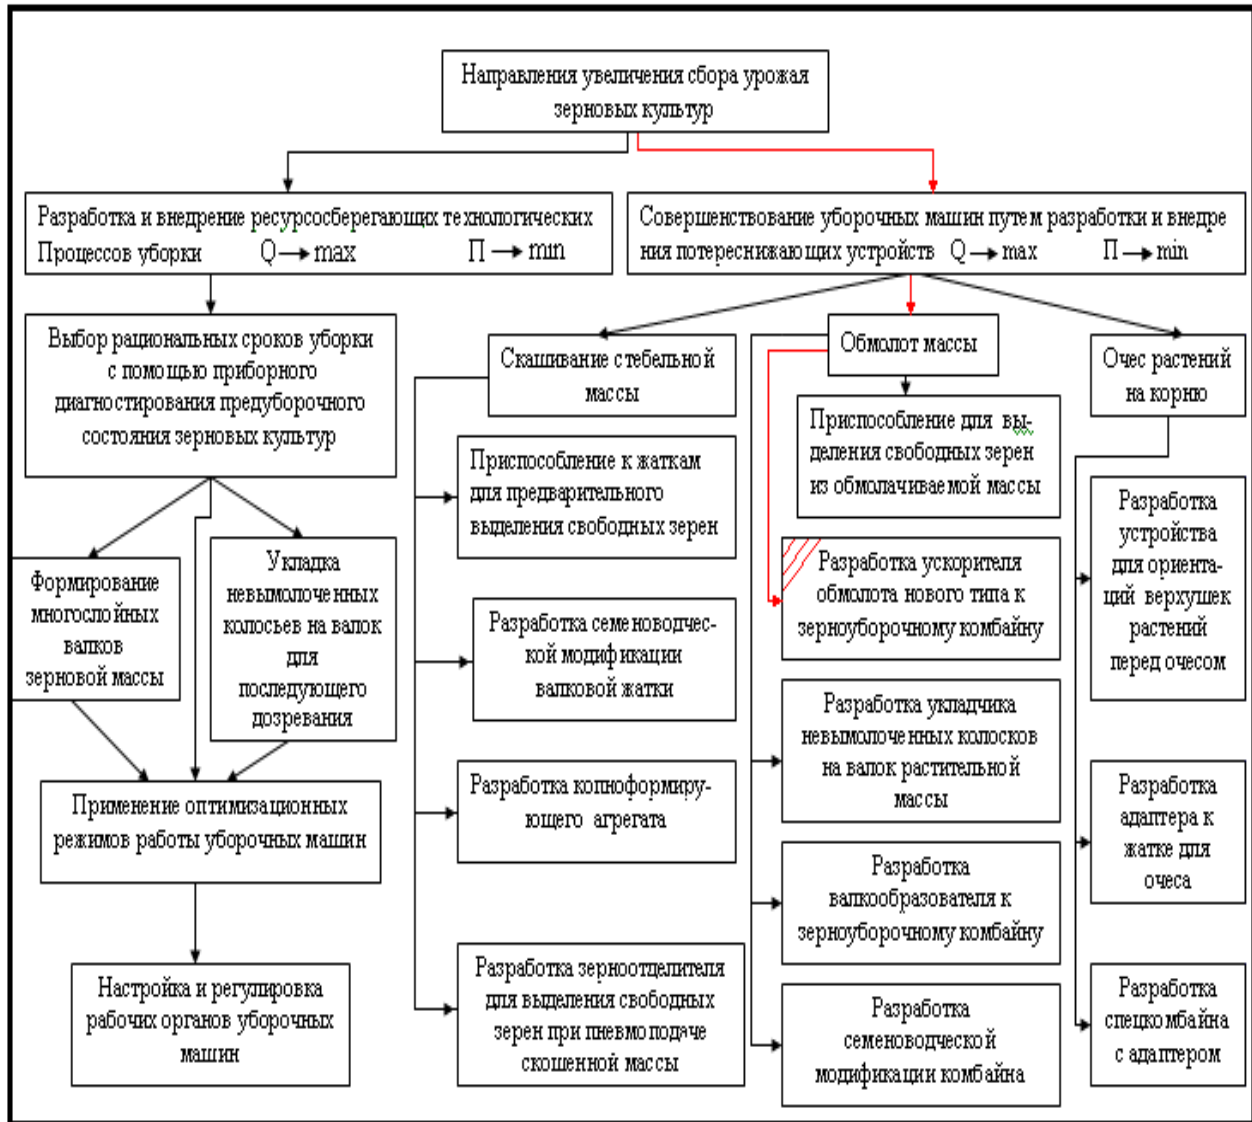 Направления увеличения сбора урожая
зерновых культур
Разработка и внедрение ресурсосберегающих технологических
Процессов уборки Q → max П → min
Совершенствование уборочных машин путем разработки и внедре
ния потереснижающих устройств Q → max П → min
Выбор рациональных сроков уборки
с помощью приборного
диагностирования предуборочного
состояния зерновых культур
Скашивание стебельной
массы
Обмолот массы
Очес растений
на корню
Приспособление для вы-
деления свободных зерен
из обмолачиваемой массы
Приспособление к жаткам
для предварительного
выделения свободных зерен
Разработка
устройства
для ориента-
ций верхушек
растений
перед очесом
Формирование
многослойных
валков
зерновой массы
Укладка
невымолоченных
колосьев на валок
для
последующего
дозревания
Разработка ускорителя
обмолота нового типа к
зерноуборочному комбайну
Разработка семеноводчес-
кой модификации
валковой жатки
Разработка укладчика
невымолоченных колосков
на валок растительной
массы
Применение оптимизационных
режимов работы уборочных машин
Разработка копноформиру-
ющего агрегата
Разработка
адаптера к
жатке для
очеса
Разработка
валкообразователя к
зерноуборочному комбайну
Настройка и регулировка
рабочих органов уборочных
машин
Разработка зерноотделителя
для выделения свободных
зерен при пневмоподаче
скошенной массы
Разработка
семеноводческой
модификации комбайна
Разработка
спецкомбайна
с адаптером